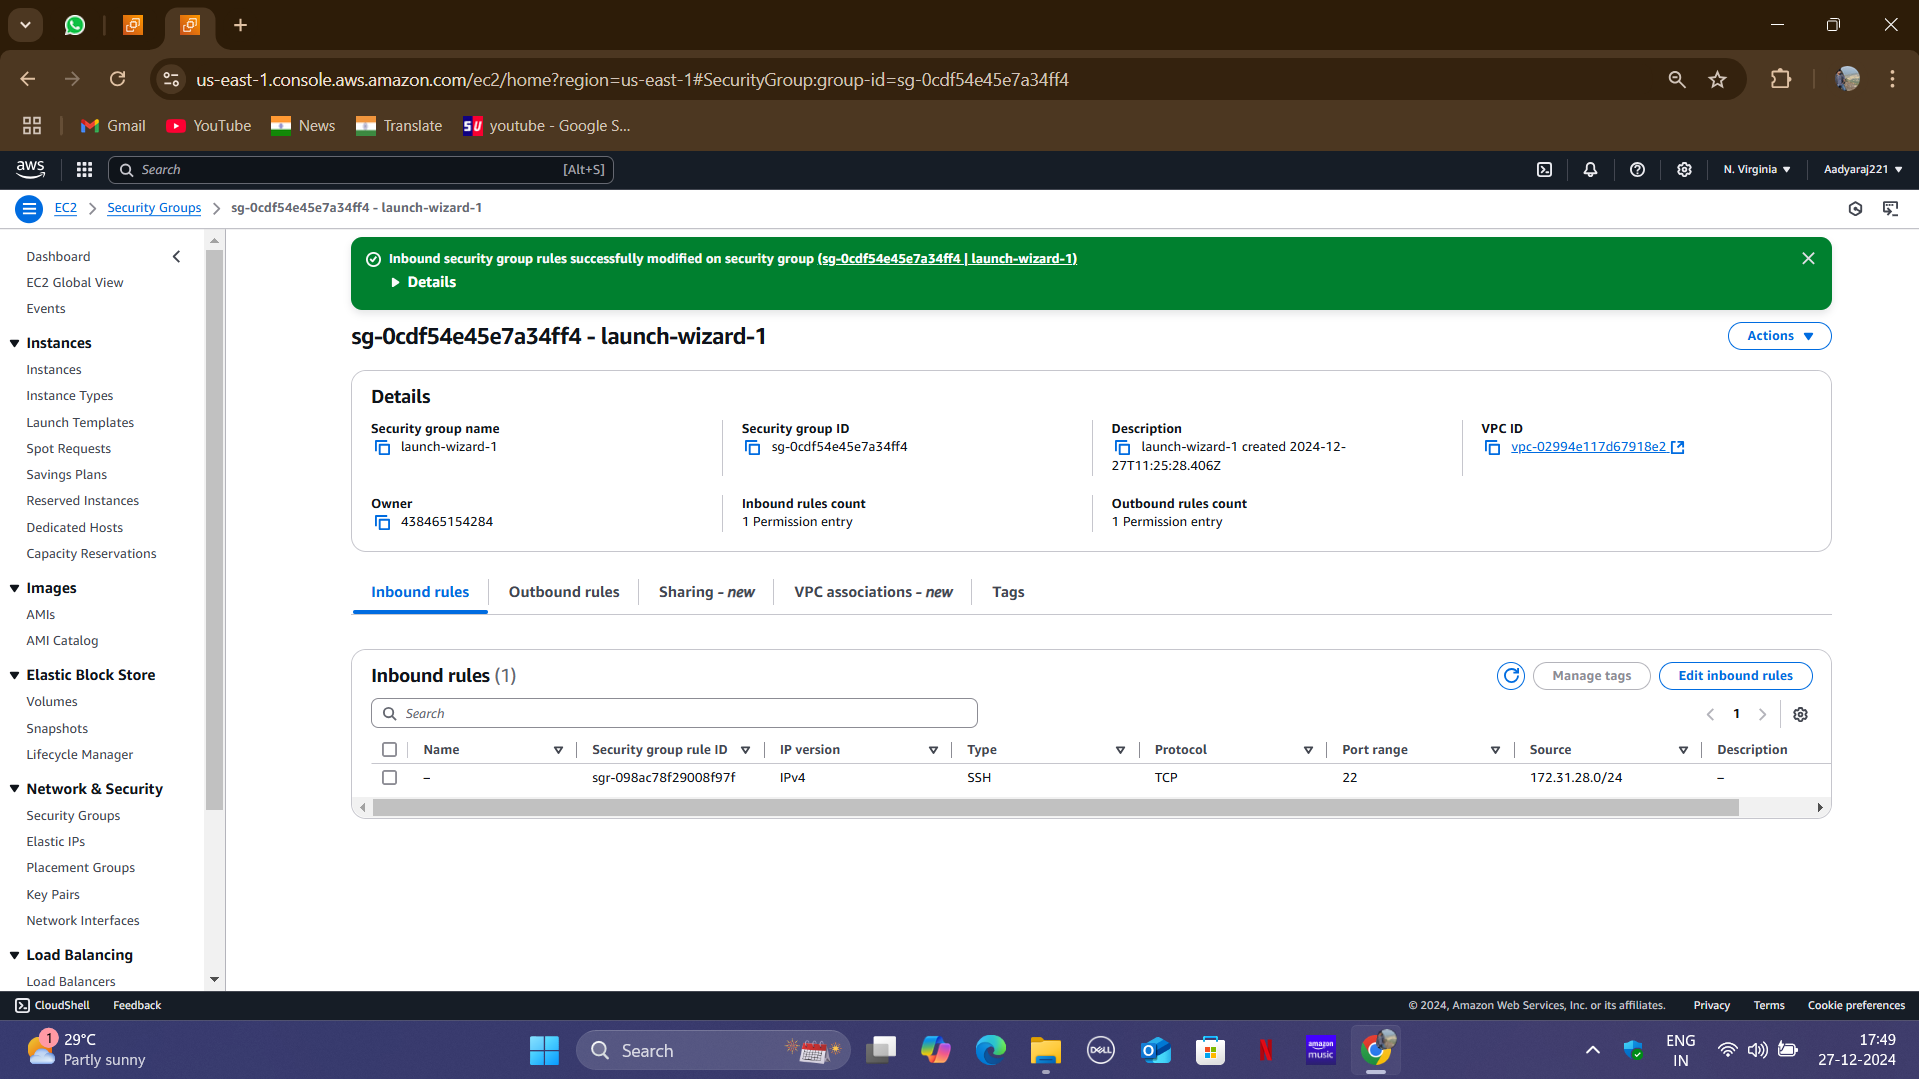 us-east-1.console.aws.amazon.com/ec2/home?region=us-east-1#SecurityGroup:group-id=sg-0cdf54e45e7a34ff4
Gmail
YouTube
News
Translate
SU
youtube - Google S...
aws
Search
[Alt+S]
N. Virginia
Aadyaraj221
EC2
Security Groups
sg-0cdf54e45e7a34ff4 - launch-wizard-1
Dashboard
EC2 Global View
Events
Instances
Instances
Instance Types
Launch Templates
Spot Requests
Savings Plans
Reserved Instances
Dedicated Hosts
Capacity Reservations
Images
AMIs
AMI Catalog
Elastic Block Store
Volumes
Snapshots
Lifecycle Manager
Network & Security
Security Groups
Elastic IPs
Placement Groups
Key Pairs
Network Interfaces
Load Balancing
Load Balancers
Inbound security group rules successfully modified on security group (sg-0cdf54e45e7a34ff4 | launch-wizard-1)
Details
sg-0cdf54e45e7a34ff4 - launch-wizard-1
Actions
Details
Security group name
launch-wizard-1
Security group ID
sg-0cdf54e45e7a34ff4
Description
launch-wizard-1 created 2024-12-
27T11:25:28.406Z
VPC ID
vpc-02994e117d67918e2
Owner
438465154284
Inbound rules count
1 Permission entry
Outbound rules count
1 Permission entry
Inbound rules
Outbound rules
Sharing - new
VPC associations - new
Tags
Inbound rules (1)
Manage tags
Edit inbound rules
Search
1
Name
Security group rule ID
IP version
Type
Protocol
Port range
Source
Description
–
sgr-098ac78f29008f97f
IPv4
SSH
TCP
22
172.31.28.0/24
–
CloudShell
Feedback
© 2024, Amazon Web Services, Inc. or its affiliates.
Privacy
Terms
Cookie preferences
1
29°C
Partly sunny
Search
DELL
amazon
music
ENG
IN
17:49
27-12-2024